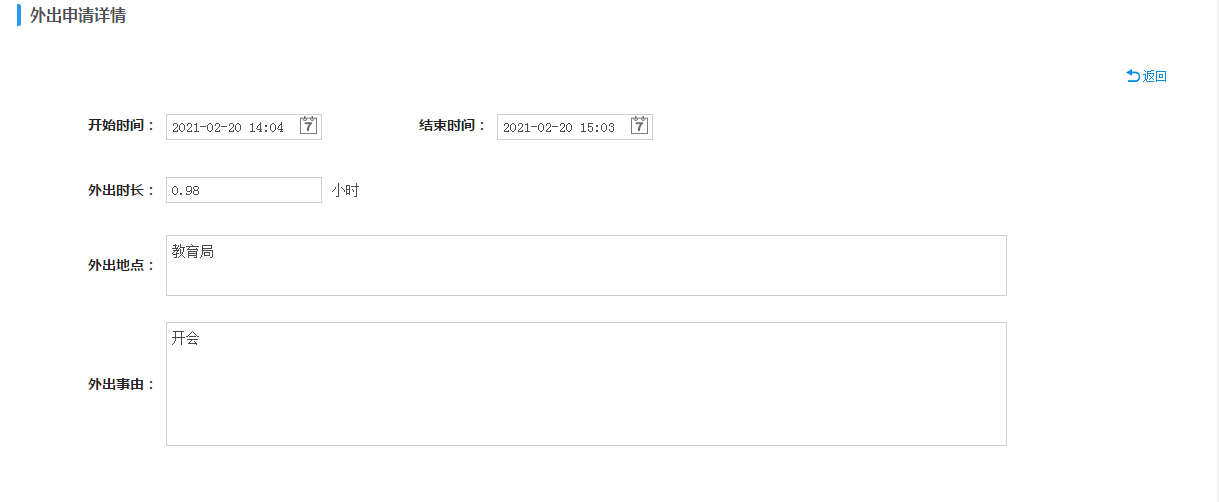 外出申请详情
返回
开始时间： 2021-02-20 14:04 7 结束时间： 2021-02-20 15:03 7
外出时长： 0.98 小时
外出地点： 教育局
外出事由： 开会